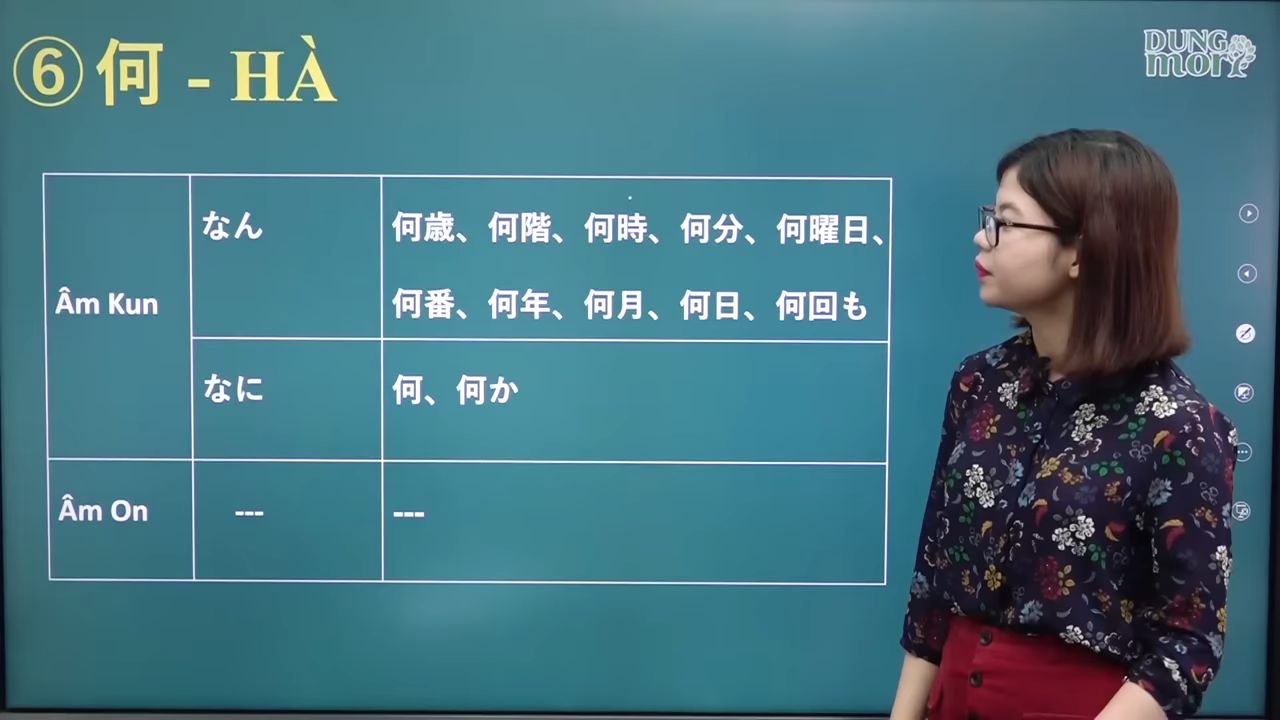 ⑥ 何 - HÀ
DUNG
mori
Âm Kun
なん
何歳、何階、何時、何分、何曜日、
何番、何年、何月、何日、何回も
なに
何、何か
Âm On
---
---